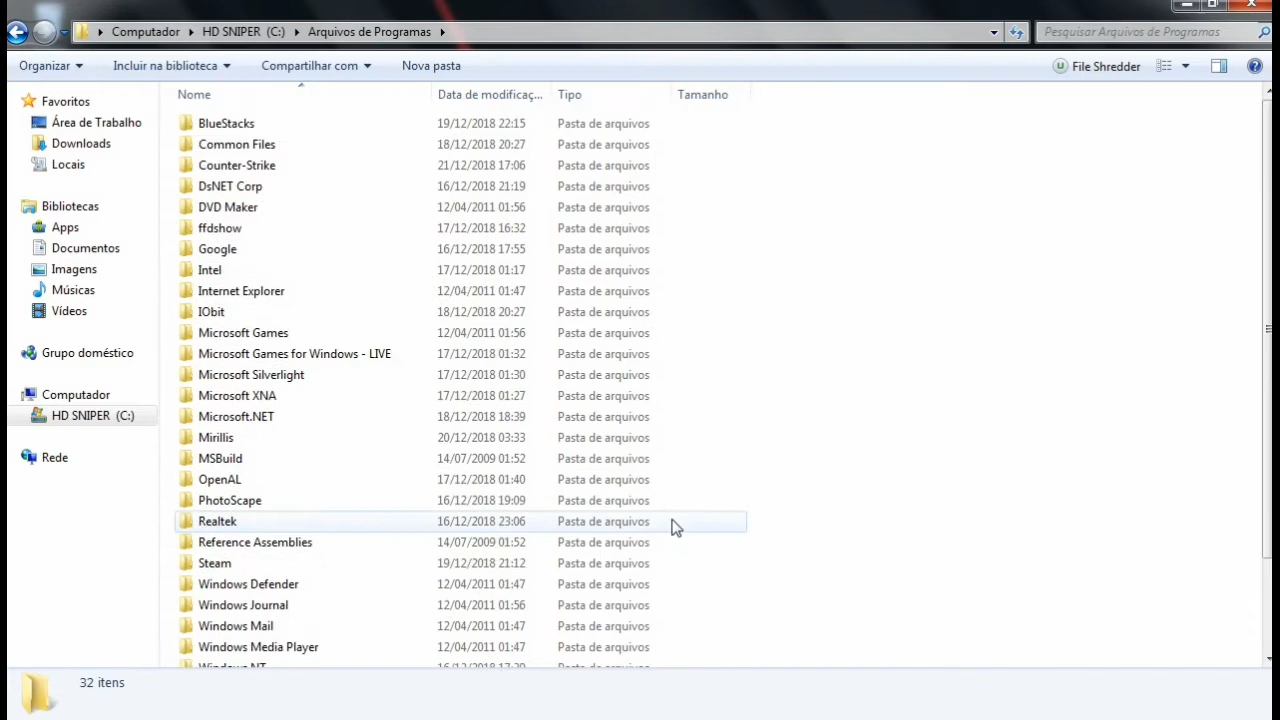 Computador HD SNIPER (C:) Arquivos de Programas
Pesquisar Arquivos de Programas
Organizar Incluir na biblioteca Compartilhar com Nova pasta File Shredder
Favoritos
Área de Trabalho
Downloads
Locais
Bibliotecas
Apps
Documentos
Imagens
Músicas
Vídeos
Grupo doméstico
Computador
HD SNIPER (C:)
Rede
Nome Data de modificaç... Tipo Tamanho
BlueStacks 19/12/2018 22:15 Pasta de arquivos
Common Files 18/12/2018 20:27 Pasta de arquivos
Counter-Strike 21/12/2018 17:06 Pasta de arquivos
DsNET Corp 16/12/2018 21:19 Pasta de arquivos
DVD Maker 12/04/2011 01:56 Pasta de arquivos
ffdshow 17/12/2018 16:32 Pasta de arquivos
Google 16/12/2018 17:55 Pasta de arquivos
Intel 17/12/2018 01:17 Pasta de arquivos
Internet Explorer 12/04/2011 01:47 Pasta de arquivos
IObit 18/12/2018 20:27 Pasta de arquivos
Microsoft Games 12/04/2011 01:56 Pasta de arquivos
Microsoft Games for Windows - LIVE 17/12/2018 01:32 Pasta de arquivos
Microsoft Silverlight 17/12/2018 01:30 Pasta de arquivos
Microsoft XNA 17/12/2018 01:27 Pasta de arquivos
Microsoft.NET 18/12/2018 18:39 Pasta de arquivos
Mirillis 20/12/2018 03:33 Pasta de arquivos
MSBuild 14/07/2009 01:52 Pasta de arquivos
OpenAL 17/12/2018 01:40 Pasta de arquivos
PhotoScape 16/12/2018 19:09 Pasta de arquivos
Realtek 16/12/2018 23:06 Pasta de arquivos
Reference Assemblies 14/07/2009 01:52 Pasta de arquivos
Steam 19/12/2018 21:12 Pasta de arquivos
Windows Defender 12/04/2011 01:47 Pasta de arquivos
Windows Journal 12/04/2011 01:56 Pasta de arquivos
Windows Mail 12/04/2011 01:47 Pasta de arquivos
Windows Media Player 12/04/2011 01:47 Pasta de arquivos
Windows NT
32 itens